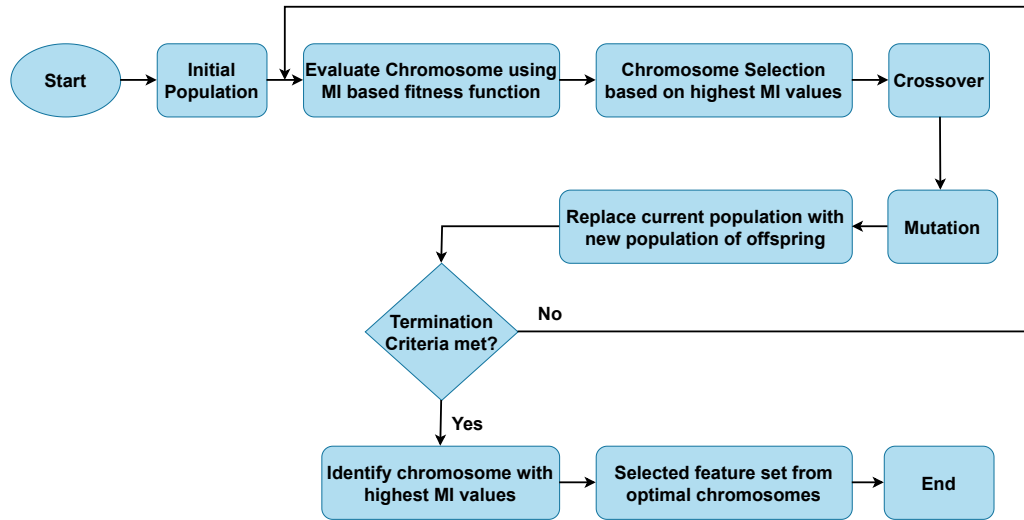 Start
Initial
Population
Evaluate Chromosome using
MI based fitness function
Chromosome Selection
based on highest MI values
Crossover
Mutation
Replace current population with
new population of offspring
Termination
Criteria met?
No
Yes
Identify chromosome with
highest MI values
Selected feature set from
optimal chromosomes
End